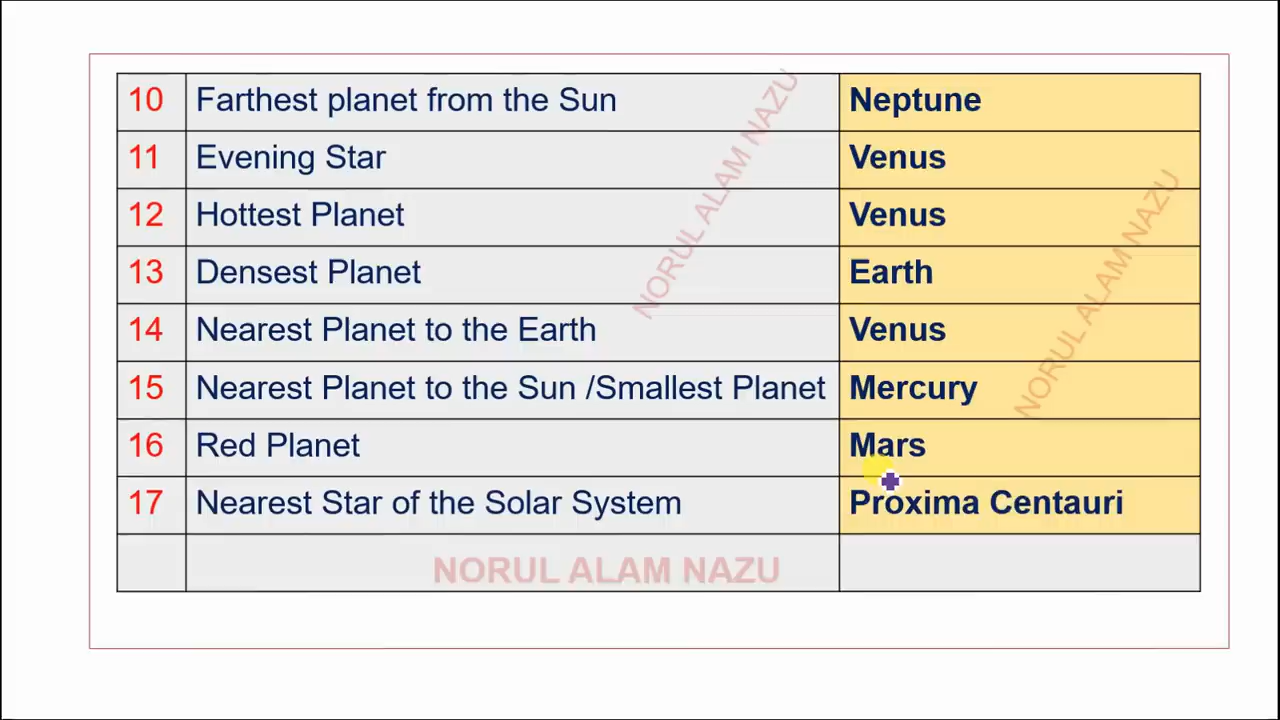 10 Farthest planet from the Sun Neptune
11 Evening Star Venus
12 Hottest Planet Venus
13 Densest Planet Earth
14 Nearest Planet to the Earth Venus
15 Nearest Planet to the Sun /Smallest Planet Mercury
16 Red Planet Mars
17 Nearest Star of the Solar System Proxima Centauri
NORUL ALAM NAZU
NORUL ALAM NAZU
NORUL ALAM NAZU